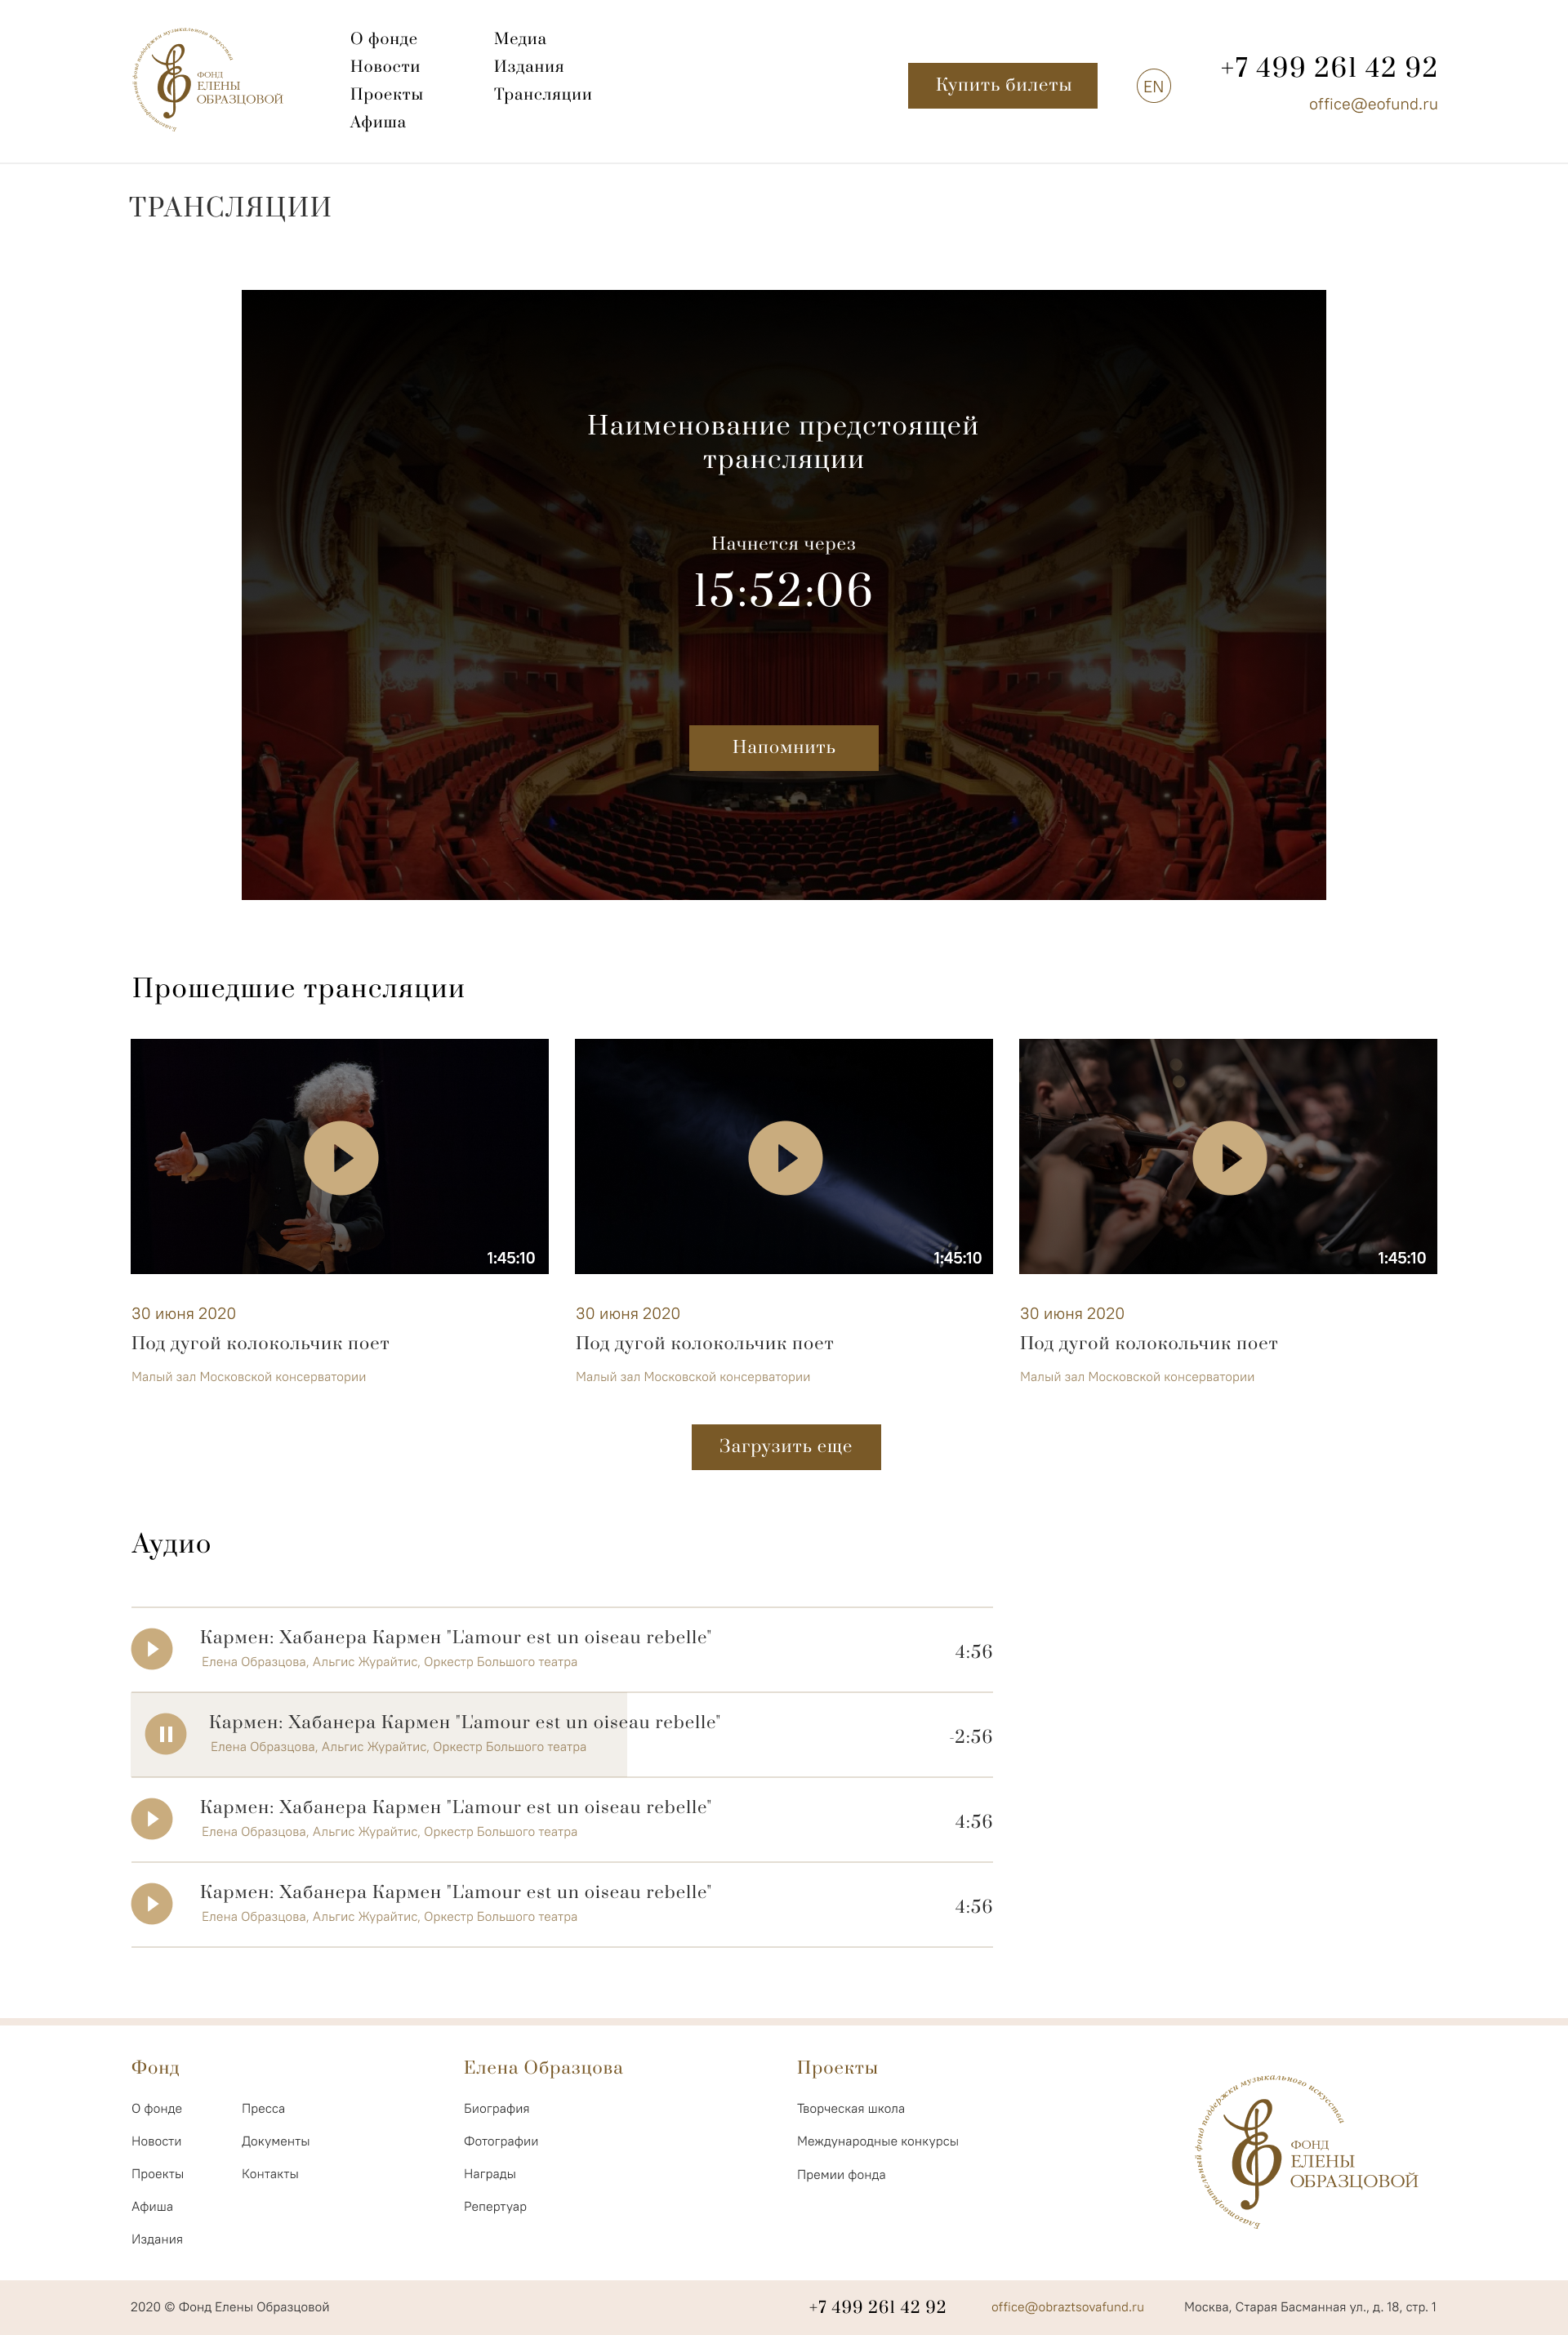 Благотворительный фонд поддержки музыкального искусства
ФОНД
ЕЛЕНЫ
ОБРАЗЦОВОЙ
О фонде
Новости
Проекты
Афиша
Медиа
Издания
Трансляции
Купить билеты
EN
+7 499 261 42 92
office@eofund.ru
ТРАНСЛЯЦИИ
Наименование предстоящей
трансляции
Начнется через
15:52:06
Напомнить
Прошедшие трансляции
1:45:10
30 июня 2020
Под дугой колокольчик поет
Малый зал Московской консерватории
1:45:10
30 июня 2020
Под дугой колокольчик поет
Малый зал Московской консерватории
1:45:10
30 июня 2020
Под дугой колокольчик поет
Малый зал Московской консерватории
Загрузить еще
Аудио
Кармен: Хабанера Кармен "L'amour est un oiseau rebelle"
Елена Образцова, Альгис Журайтис, Оркестр Большого театра
4:56
Кармен: Хабанера Кармен "L'amour est un oiseau rebelle"
Елена Образцова, Альгис Журайтис, Оркестр Большого театра
-2:56
Кармен: Хабанера Кармен "L'amour est un oiseau rebelle"
Елена Образцова, Альгис Журайтис, Оркестр Большого театра
4:56
Кармен: Хабанера Кармен "L'amour est un oiseau rebelle"
Елена Образцова, Альгис Журайтис, Оркестр Большого театра
4:56
Фонд
О фонде
Новости
Проекты
Афиша
Издания
Пресса
Документы
Контакты
Елена Образцова
Биография
Фотографии
Награды
Репертуар
Проекты
Творческая школа
Международные конкурсы
Премии фонда
Благотворительный фонд поддержки музыкального искусства
ФОНД
ЕЛЕНЫ
ОБРАЗЦОВОЙ
2020 © Фонд Елены Образцовой
+7 499 261 42 92
office@obraztsovafund.ru
Москва, Старая Басманная ул., д. 18, стр. 1